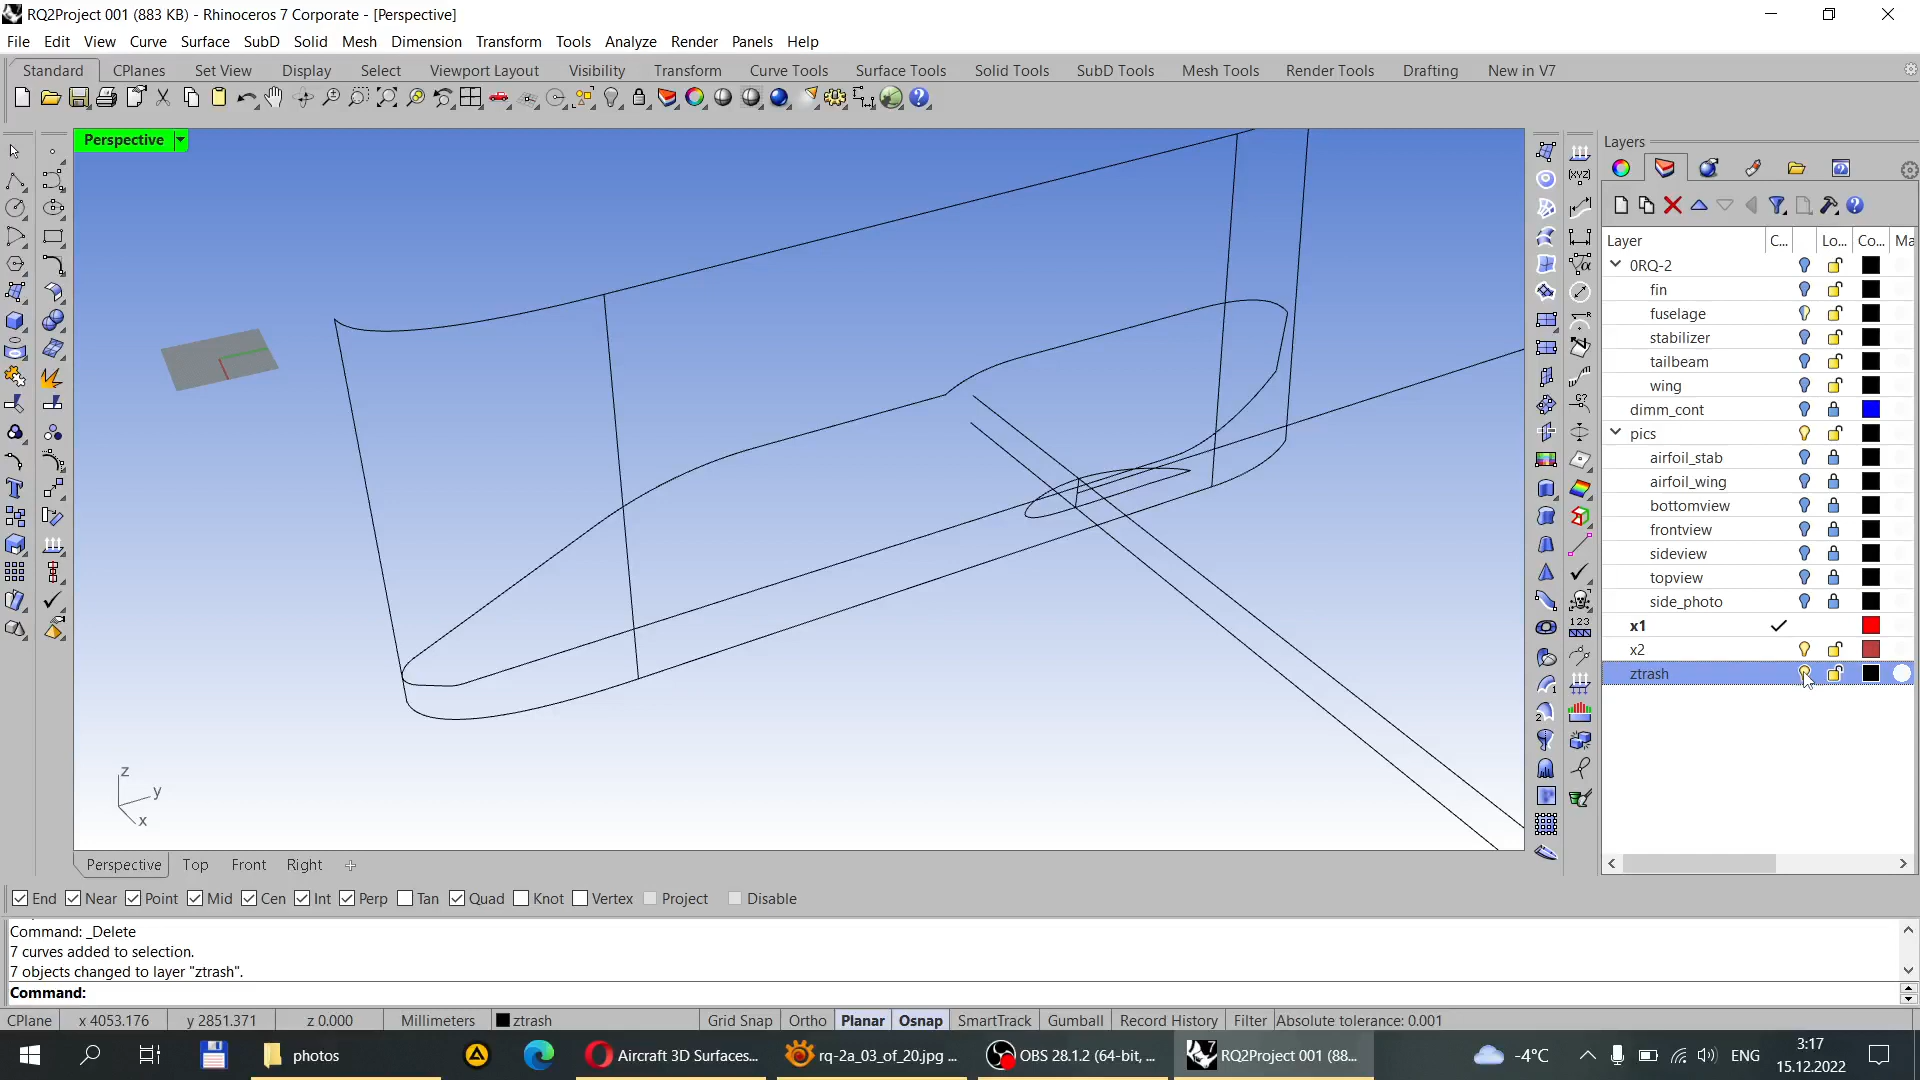 RQ2Project 001 (883 KB) - Rhinoceros 7 Corporate - [Perspective]
File Edit View Curve Surface SubD Solid Mesh Dimension Transform Tools Analyze Render Panels Help
Standard CPlanes Set View Display Select Viewport Layout Visibility Transform Curve Tools Surface Tools Solid Tools SubD Tools Mesh Tools Render Tools Drafting New in V7
Perspective
Layers
Layer C... Lo... Co... Ma
0RQ-2
fin
fuselage
stabilizer
tailbeam
wing
dimm_cont
pics
airfoil_stab
airfoil_wing
bottomview
frontview
sideview
topview
side_photo
x1
x2
ztrash
z
y
x
Perspective Top Front Right
End Near Point Mid Cen Int Perp Tan Quad Knot Vertex Project Disable
Command: _Delete
7 curves added to selection.
7 objects changed to layer "ztrash".
Command:
CPlane x 4053.176 y 2851.371 z 0.000 Millimeters ztrash Grid Snap Ortho Planar Osnap SmartTrack Gumball Record History Filter Absolute tolerance: 0.001
photos Aircraft 3D Surfaces... rq-2a_03_of_20.jpg ... OBS 28.1.2 (64-bit, ... RQ2Project 001 (88... -4°C ENG
3:17
15.12.2022